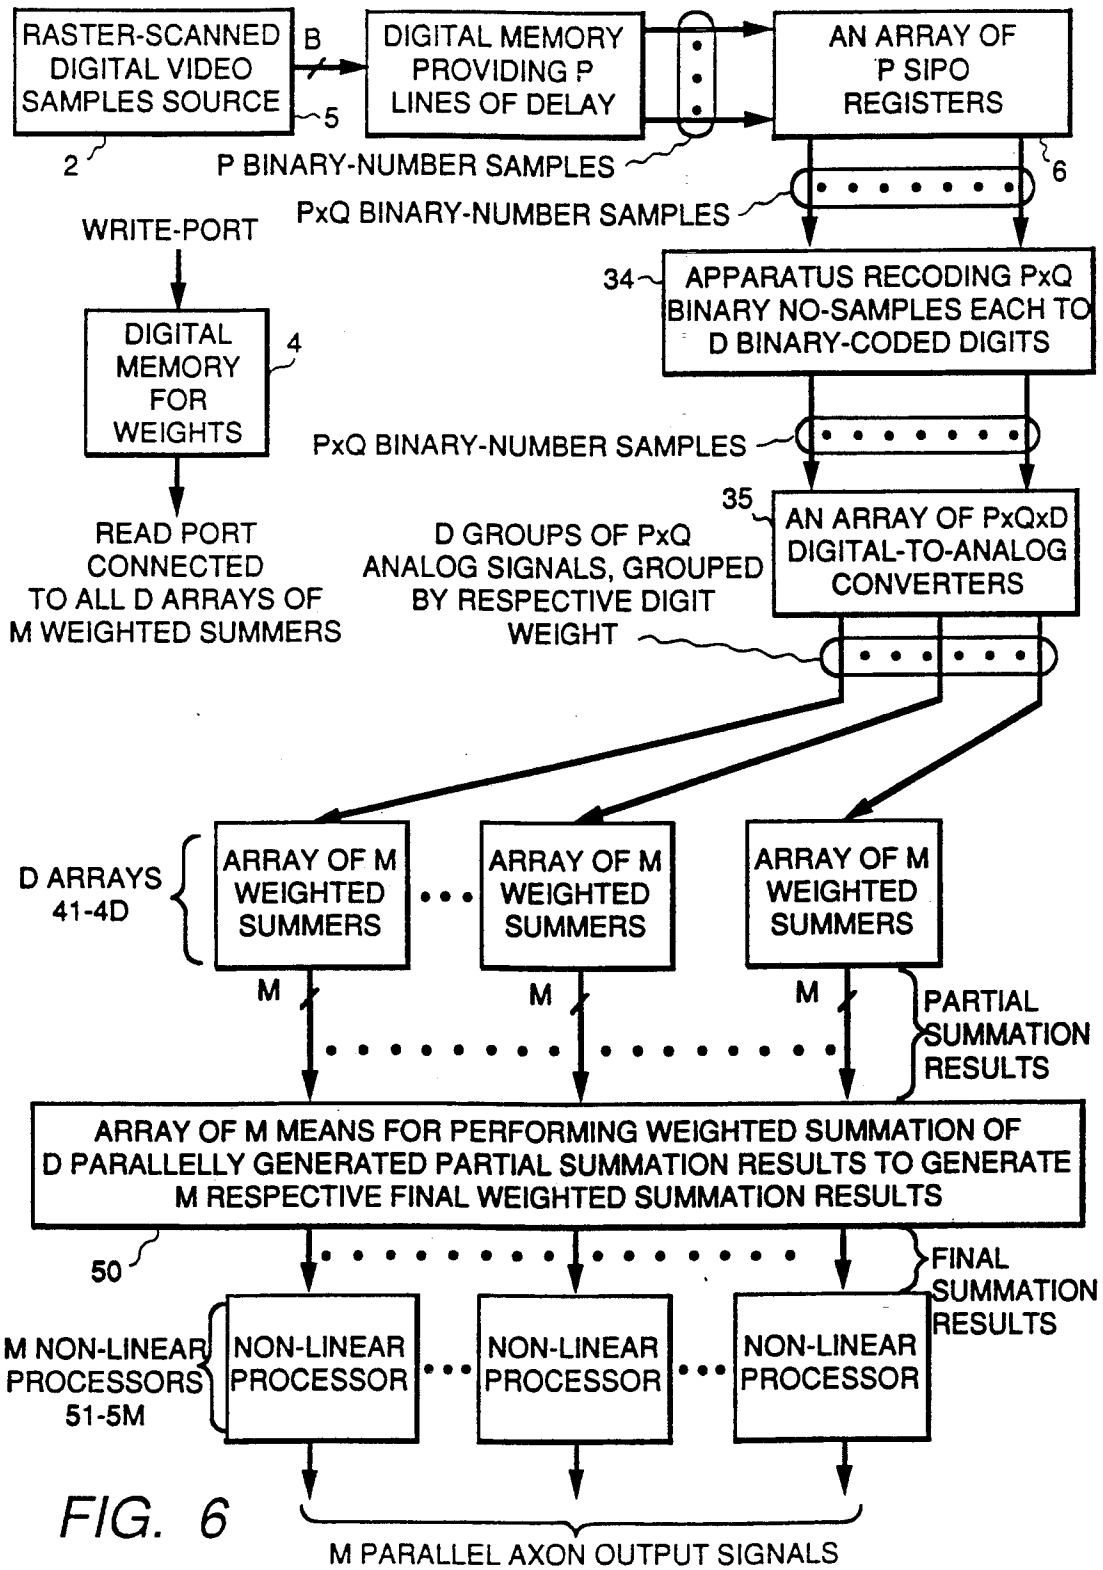 RASTER-SCANNED
DIGITAL VIDEO
SAMPLES SOURCE
2
B
DIGITAL MEMORY
PROVIDING P
LINES OF DELAY
5
AN ARRAY OF
P SIPO
REGISTERS
6
P BINARY-NUMBER SAMPLES
PxQ BINARY-NUMBER SAMPLES
WRITE-PORT
DIGITAL
MEMORY
FOR
WEIGHTS
4
READ PORT
CONNECTED
TO ALL D ARRAYS OF
M WEIGHTED SUMMERS
34
APPARATUS RECODING PxQ
BINARY NO-SAMPLES EACH TO
D BINARY-CODED DIGITS
PxQ BINARY-NUMBER SAMPLES
35
AN ARRAY OF PxQxD
DIGITAL-TO-ANALOG
CONVERTERS
D GROUPS OF PxQ
ANALOG SIGNALS, GROUPED
BY RESPECTIVE DIGIT
WEIGHT
D ARRAYS
41-4D
ARRAY OF M
WEIGHTED
SUMMERS
ARRAY OF M
WEIGHTED
SUMMERS
ARRAY OF M
WEIGHTED
SUMMERS
M
M
M
PARTIAL
SUMMATION
RESULTS
ARRAY OF M MEANS FOR PERFORMING WEIGHTED SUMMATION OF
D PARALLELLY GENERATED PARTIAL SUMMATION RESULTS TO GENERATE
M RESPECTIVE FINAL WEIGHTED SUMMATION RESULTS
50
FINAL
SUMMATION
RESULTS
M NON-LINEAR
PROCESSORS
51-5M
NON-LINEAR
PROCESSOR
NON-LINEAR
PROCESSOR
NON-LINEAR
PROCESSOR
FIG. 6
M PARALLEL AXON OUTPUT SIGNALS